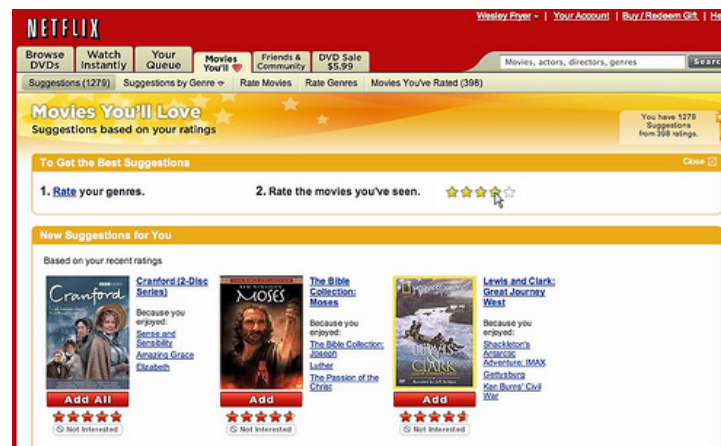 NETFLIX
Wesley Fryer | Your Account | Buy/Redeem Gift | He
Browse DVDs
Watch Instantly
Your Queue
Movies You'll
Friends & Community
DVD Sale $5.99
Movies, actors, directors, genres
Searc
Suggestions (1279) Suggestions by Genre Rate Movies Rate Genres Movies You've Rated (398)
Movies You'll Love
Suggestions based on your ratings
You have 1279
Suggestions
from 398 ratings.
To Get the Best Suggestions
Close
1. Rate your genres.
2. Rate the movies you've seen.
New Suggestions for You
Based on your recent ratings
Cranford
Cranford (2-Disc
Series)
Because you
enjoyed:
Sense and
Sensibility
Amazing Grace
Elizabeth
Add All
Not Interested
MOSES
The Bible
Collection:
Moses
Because you
enjoyed:
The Bible Collection:
Joseph
Luther
The Passion of the
Christ
Add
Not Interested
LEWIS
& CLARK
Lewis and Clark:
Great Journey
West
Because you
enjoyed:
Shackleton's
Antarctic
Adventure: IMAX
Gettysburg
Ken Burns' Civil
War
Add
Not Interested